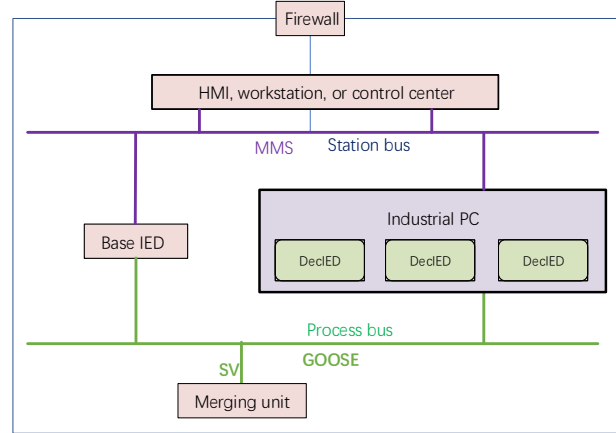 Firewall
HMI, workstation, or control center
MMS
Station bus
Industrial PC
Base IED
DecIED
DecIED
DecIED
Process bus
SV
GOOSE
Merging unit